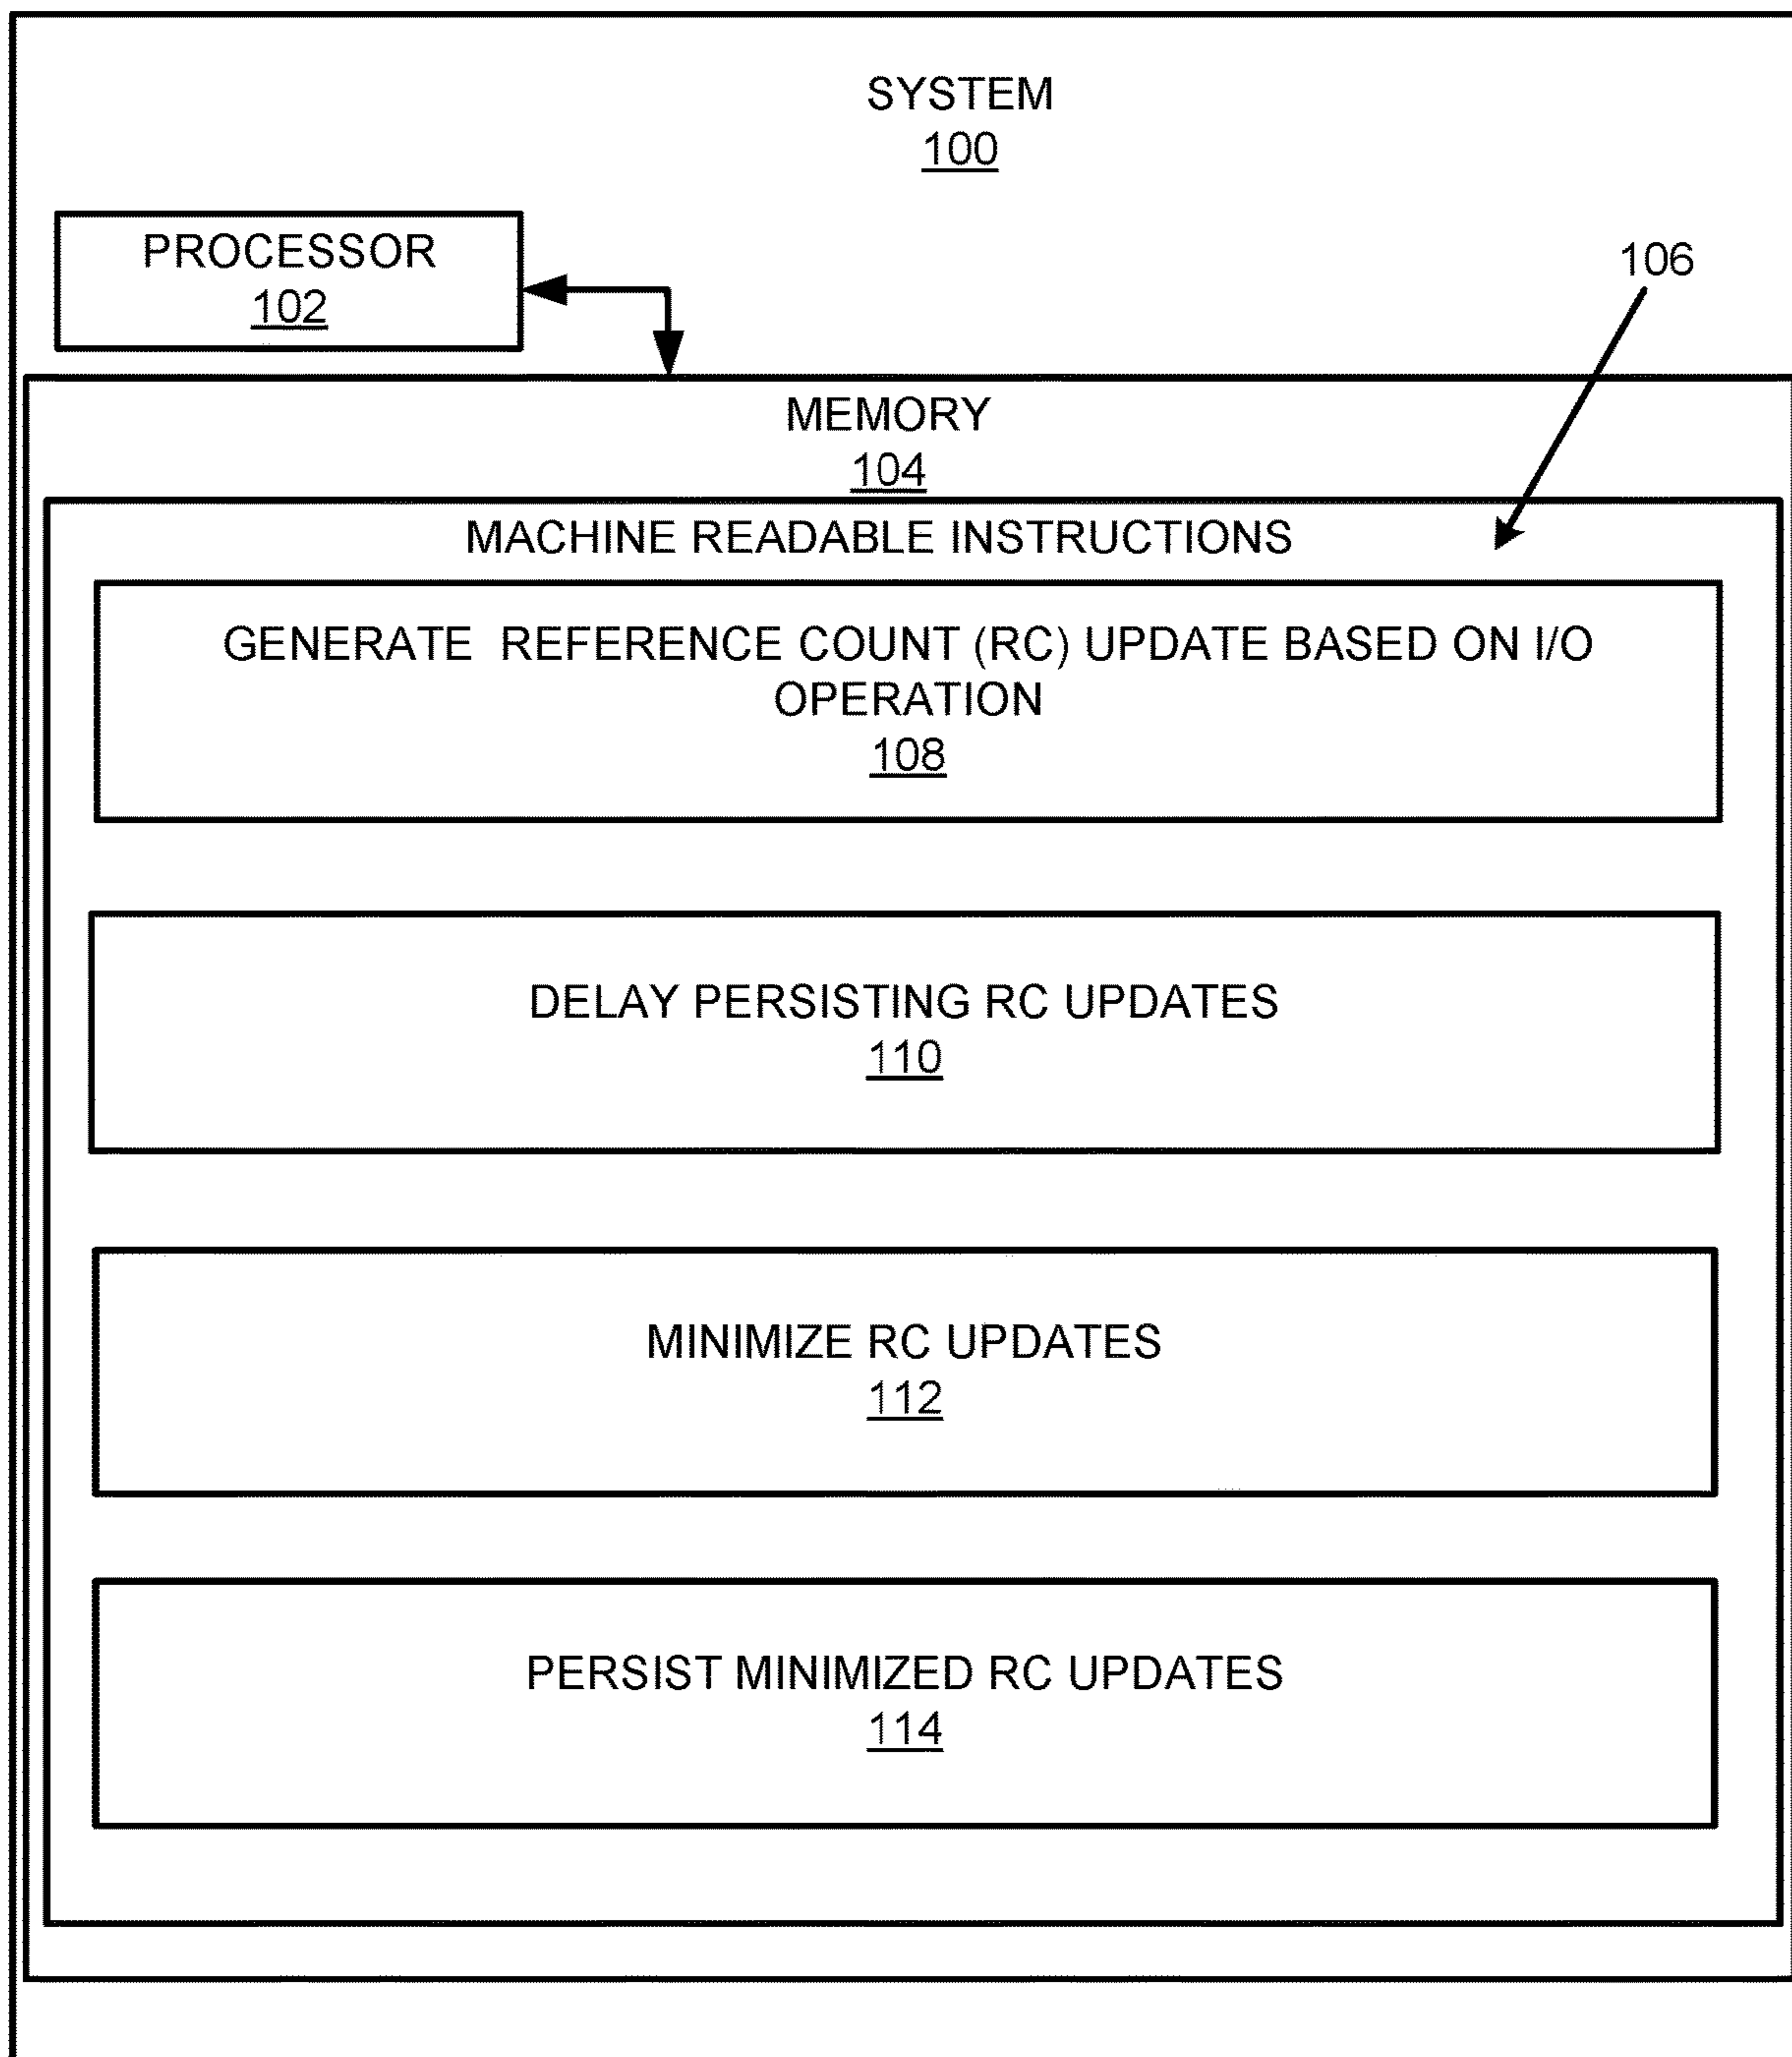 SYSTEM
100
PROCESSOR
102
106
MEMORY
104
MACHINE READABLE INSTRUCTIONS
GENERATE REFERENCE COUNT (RC) UPDATE BASED ON I/O
OPERATION
108
DELAY PERSISTING RC UPDATES
110
MINIMIZE RC UPDATES
112
PERSIST MINIMIZED RC UPDATES
114